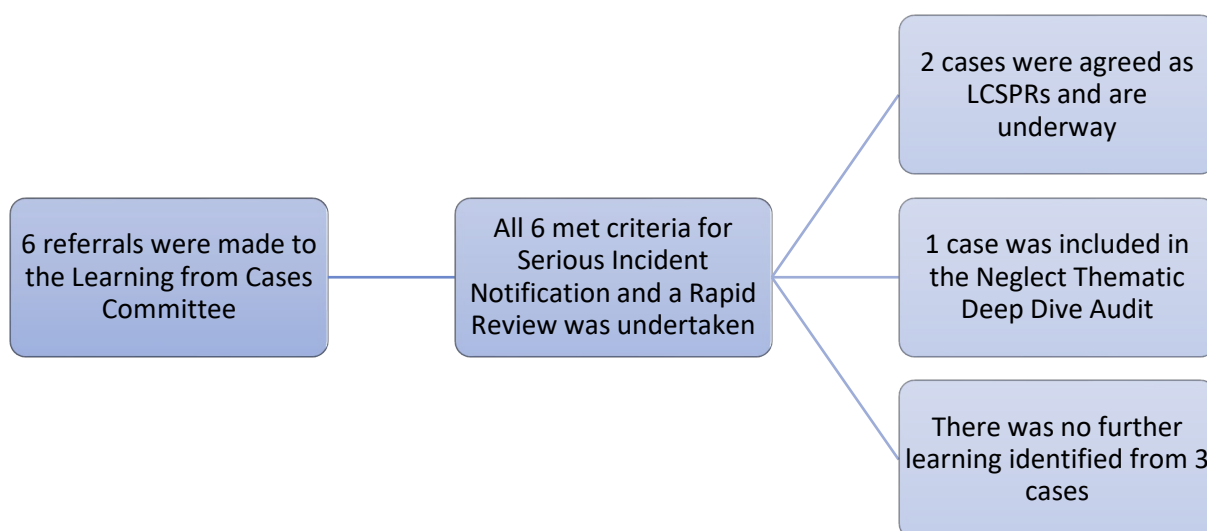 6 referrals were made to
the Learning from Cases
Committee
All 6 met criteria for
Serious Incident
Notification and a Rapid
Review was undertaken
2 cases were agreed as
LCSPRs and are
underway
1 case was included in
the Neglect Thematic
Deep Dive Audit
There was no further
learning identified from 3
cases